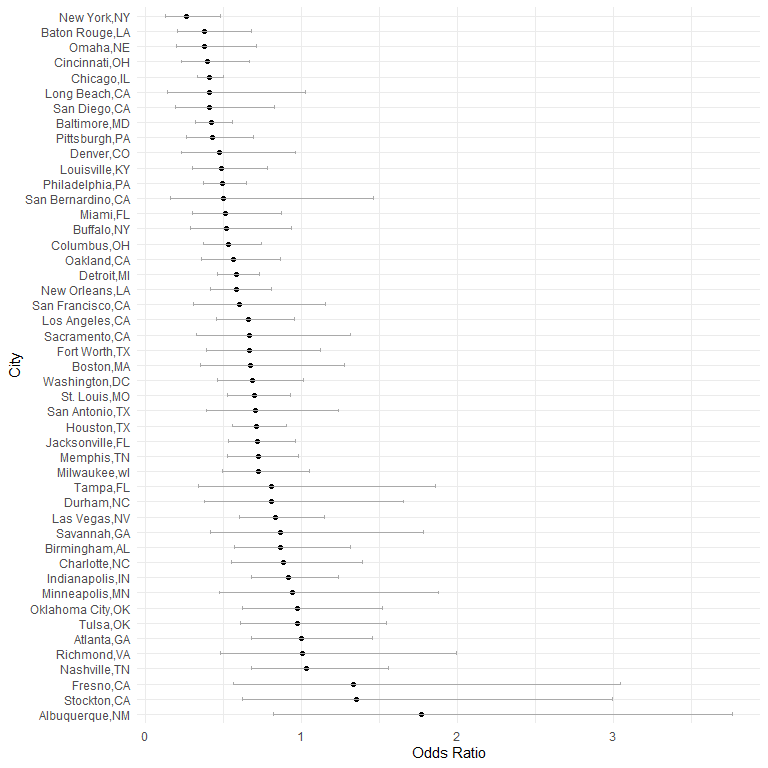 New York,NY
Baton Rouge,LA
Omaha,NE
Cincinnati,OH
Chicago,IL
Long Beach,CA
San Diego,CA
Baltimore,MD
Pittsburgh,PA
Denver,CO
Louisville,KY
Philadelphia,PA
San Bernardino,CA
Miami,FL
Buffalo,NY
Columbus,OH
Oakland,CA
Detroit,MI
New Orleans,LA
San Francisco,CA
Los Angeles,CA
Sacramento,CA
Fort Worth,TX
Boston,MA
Washington,DC
St. Louis,MO
San Antonio,TX
Houston,TX
Jacksonville,FL
Memphis,TN
Milwaukee,wI
Tampa,FL
Durham,NC
Las Vegas,NV
Savannah,GA
Birmingham,AL
Charlotte,NC
Indianapolis,IN
Minneapolis,MN
Oklahoma City,OK
Tulsa,OK
Atlanta,GA
Richmond,VA
Nashville,TN
Fresno,CA
Stockton,CA
Albuquerque,NM
City
0 1 2 3
Odds Ratio